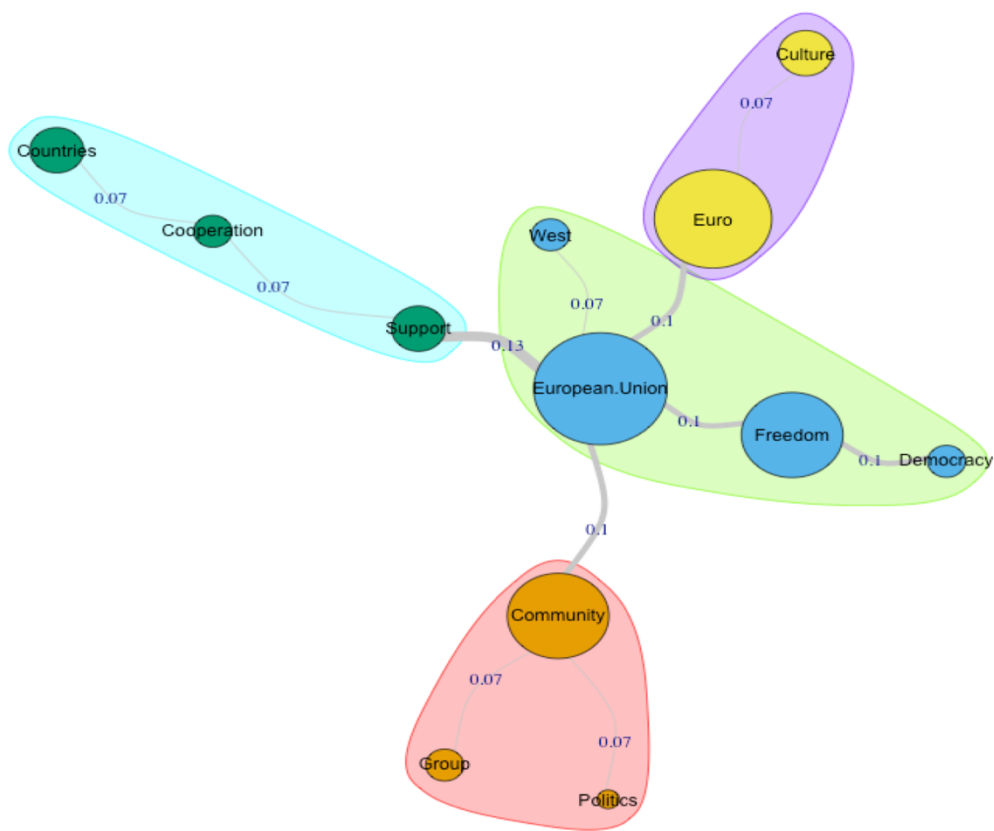 Culture
0.07
Countries
0.07
Cooperation
Euro
West
0.07
0.07
0.1
Support
0.13
European.Union
0.1
Freedom
0.1
Democracy
0.1
Community
0.07
0.07
Group
Politics